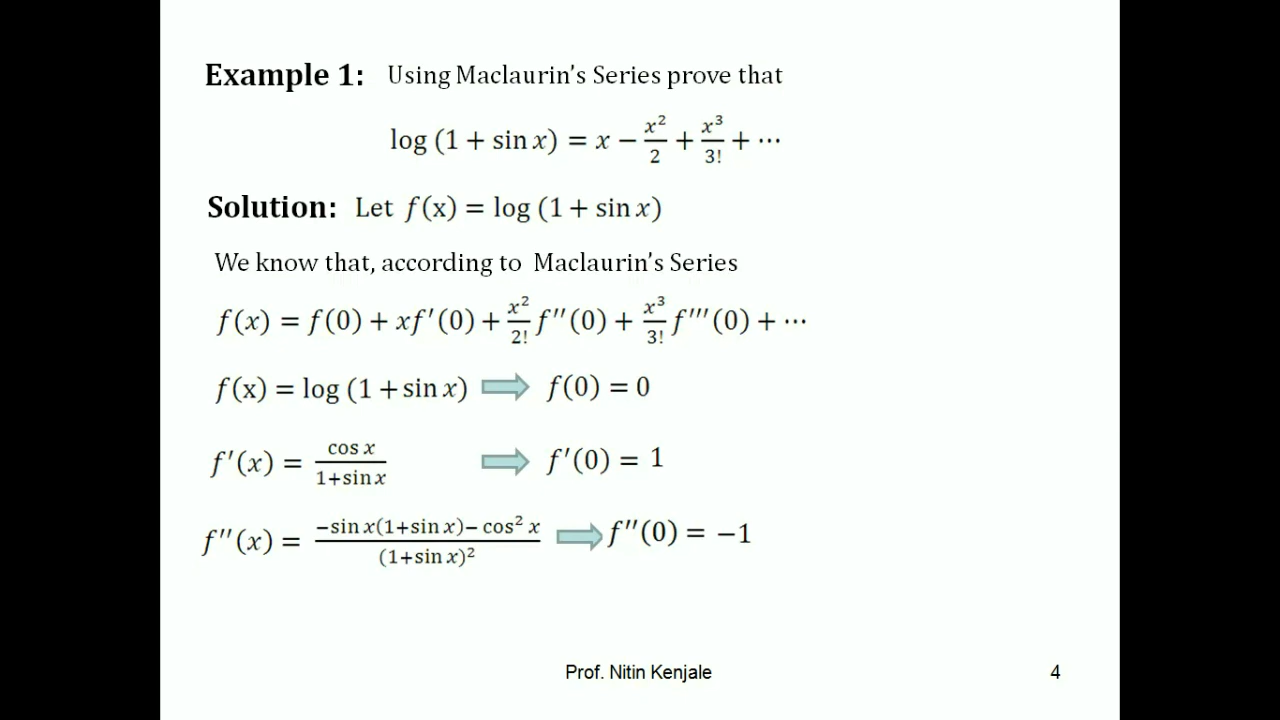 Example 1: Using Maclaurin's Series prove that
log (1 + sin x) = x − x²/2 + x³/3! + ⋯
Solution: Let f(x) = log (1 + sin x)
We know that, according to Maclaurin's Series
f(x) = f(0) + xf′(0) + x²/2! f″(0) + x³/3! f‴(0) + ⋯
f(x) = log (1 + sin x) ⇒ f(0) = 0
f′(x) = cos x/1+sin x ⇒ f′(0) = 1
f″(x) = −sin x(1+sin x)− cos² x/(1+sin x)² ⇒ f″(0) = −1
Prof. Nitin Kenjale 4